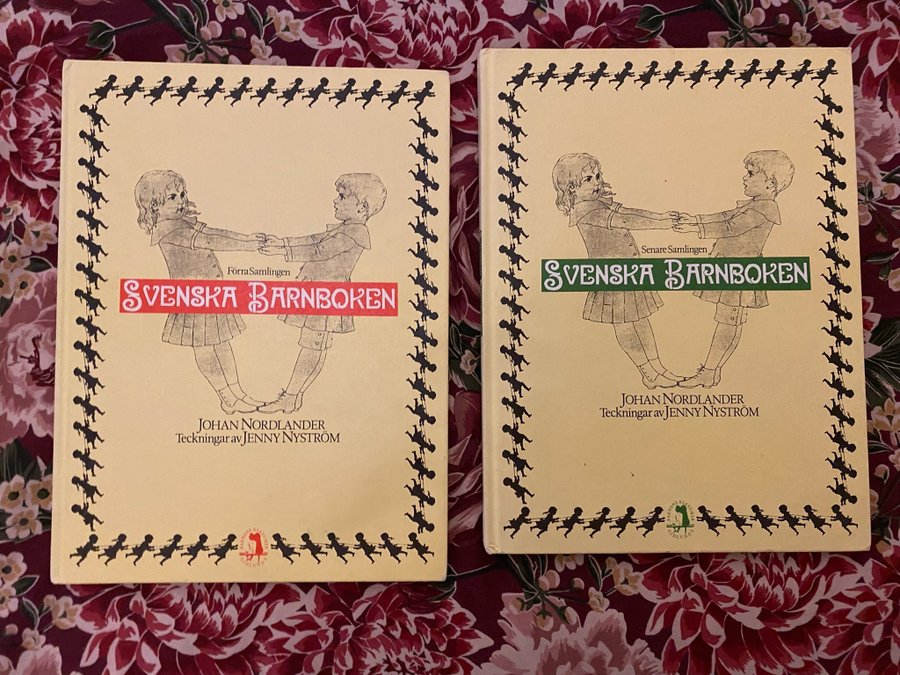 Förra Samlingen
SVENSKA BARNBOKEN
JOHAN NORDLANDER
Teckningar av JENNY NYSTRÖM
Senare Samlingen
SVENSKA BARNBOKEN
JOHAN NORDLANDER
Teckningar av JENNY NYSTRÖM